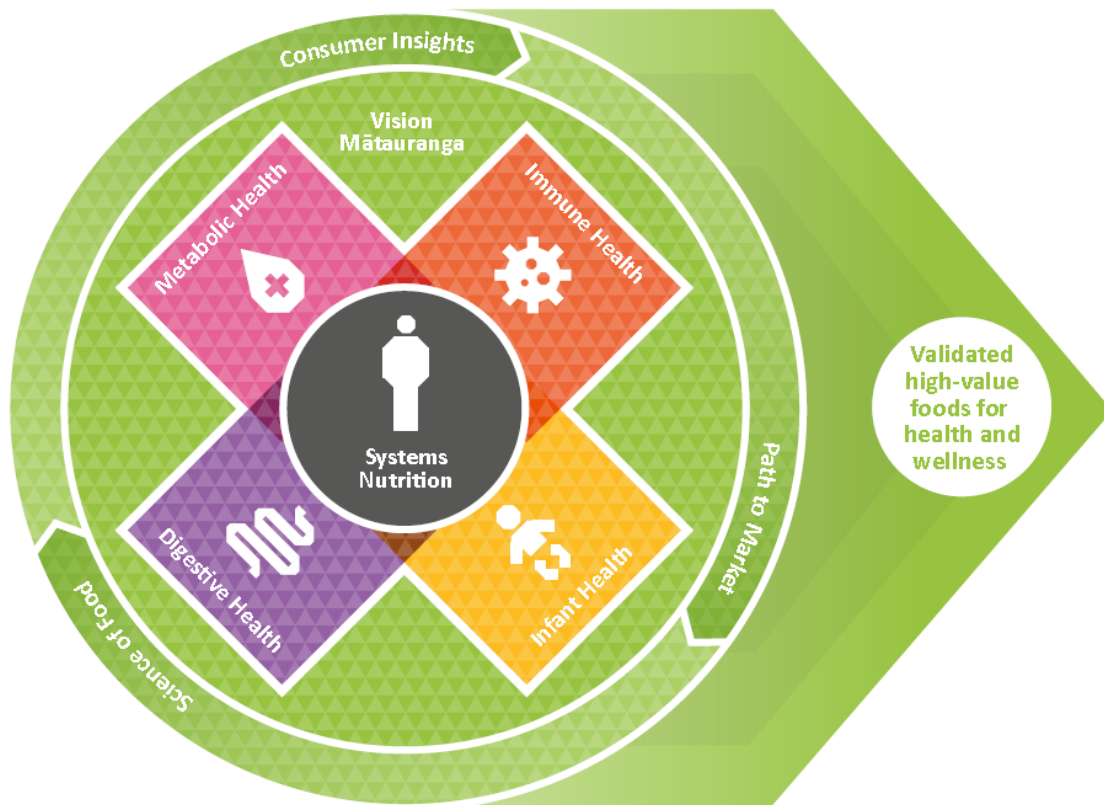 Consumer Insights
Vision
Mātauranga
Metabolic Health
Immune Health
Systems
Nutrition
Digestive Health
Infant Health
Science of Food
Path to Market
Validated
high-value
foods for
health and
wellness